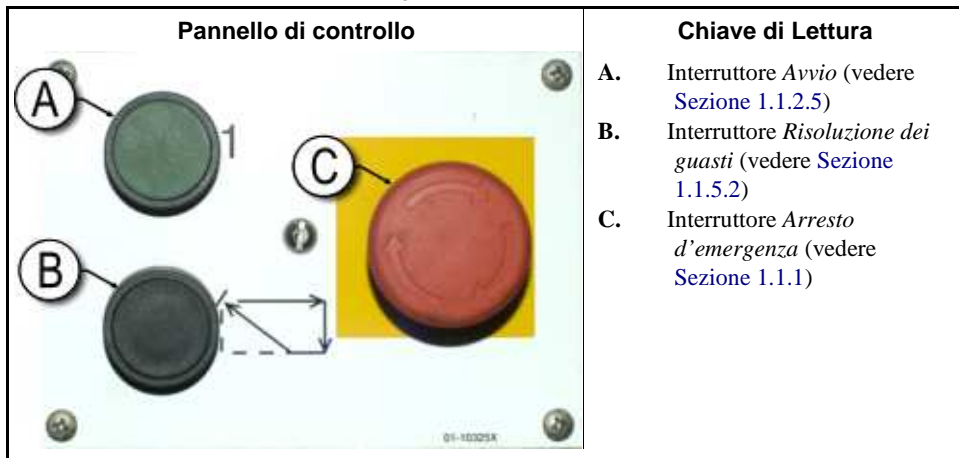 Pannello di controllo
Chiave di Lettura
A
B
C
1
01-10325X
A. Interruttore Avvio (vedere
Sezione 1.1.2.5)
B. Interruttore Risoluzione dei
guasti (vedere Sezione
1.1.5.2)
C. Interruttore Arresto
d'emergenza (vedere
Sezione 1.1.1)